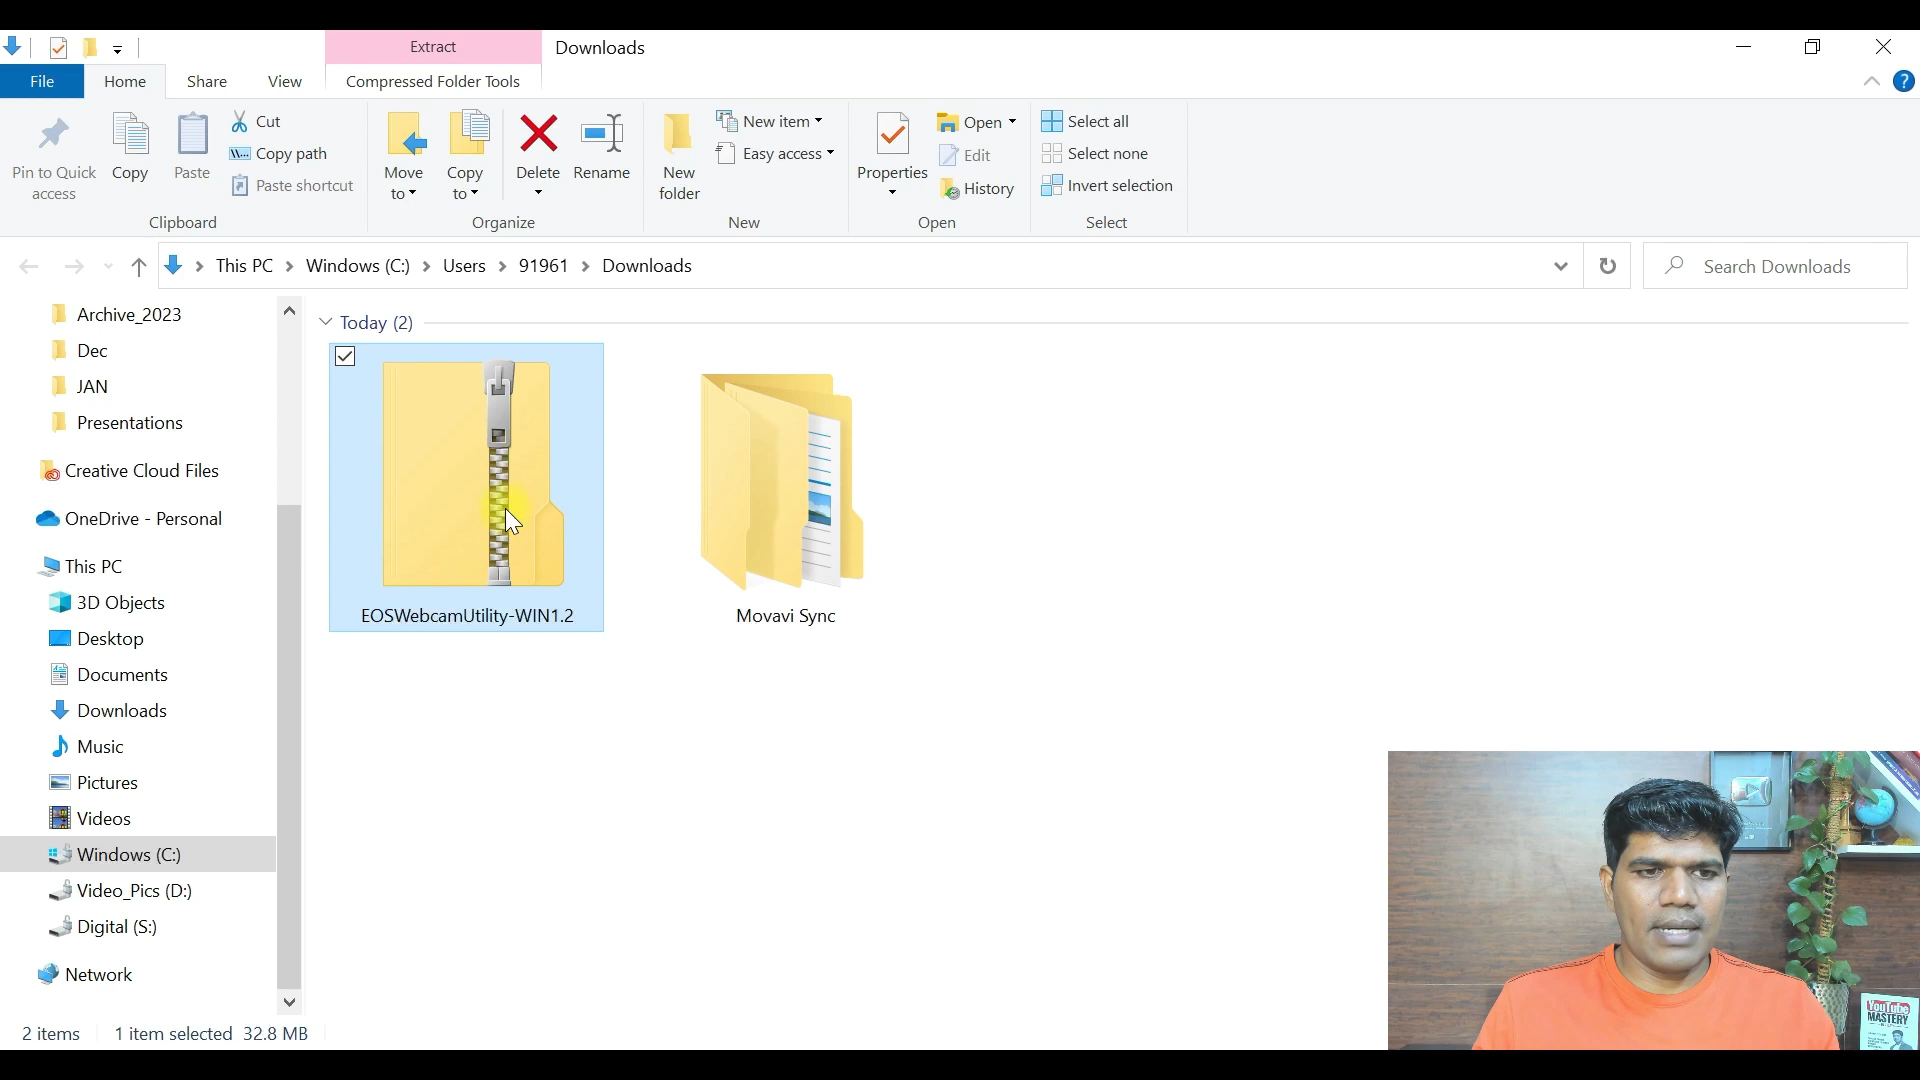 Extract
Downloads
File
Home
Share
View
Compressed Folder Tools
Pin to Quick
access
Copy
Paste
Cut
Copy path
Paste shortcut
Clipboard
Move
to
Copy
to
Delete
Rename
Organize
New
folder
New item
Easy access
New
Properties
Open
Edit
History
Open
Select all
Select none
Invert selection
Select
This PC > Windows (C:) > Users > 91961 > Downloads
Search Downloads
Archive_2023
Dec
JAN
Presentations
Creative Cloud Files
OneDrive - Personal
This PC
3D Objects
Desktop
Documents
Downloads
Music
Pictures
Videos
Windows (C:)
Video_Pics (D:)
Digital (S:)
Network
Today (2)
EOSWebcamUtility-WIN1.2
Movavi Sync
2 items
1 item selected 32.8 MB
YouTube
MASTERY